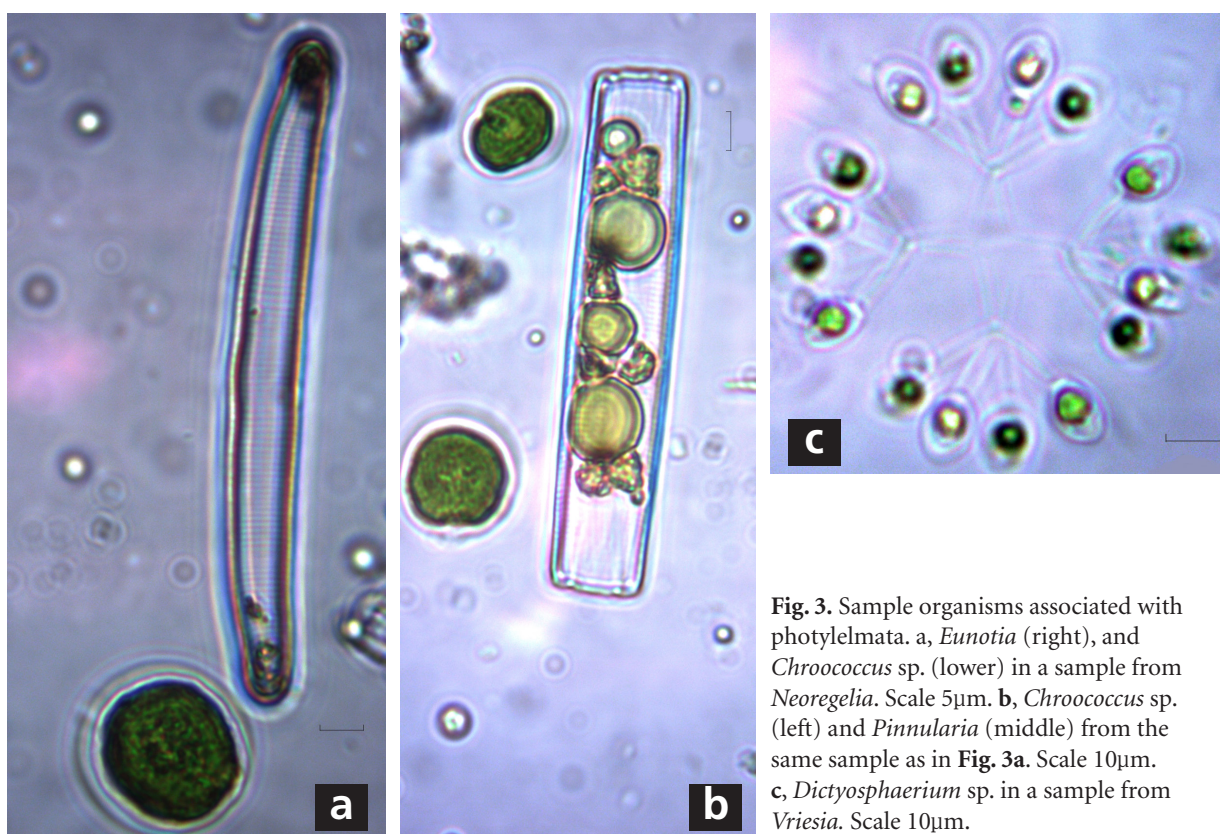 a
b
c
Fig. 3. Sample organisms associated with
photylelmata. a, Eunotia (right), and
Chroococcus sp. (lower) in a sample from
Neoregelia. Scale 5µm. b, Chroococcus sp.
(left) and Pinnularia (middle) from the
same sample as in Fig. 3a. Scale 10µm.
c, Dictyosphaerium sp. in a sample from
Vriesia. Scale 10µm.